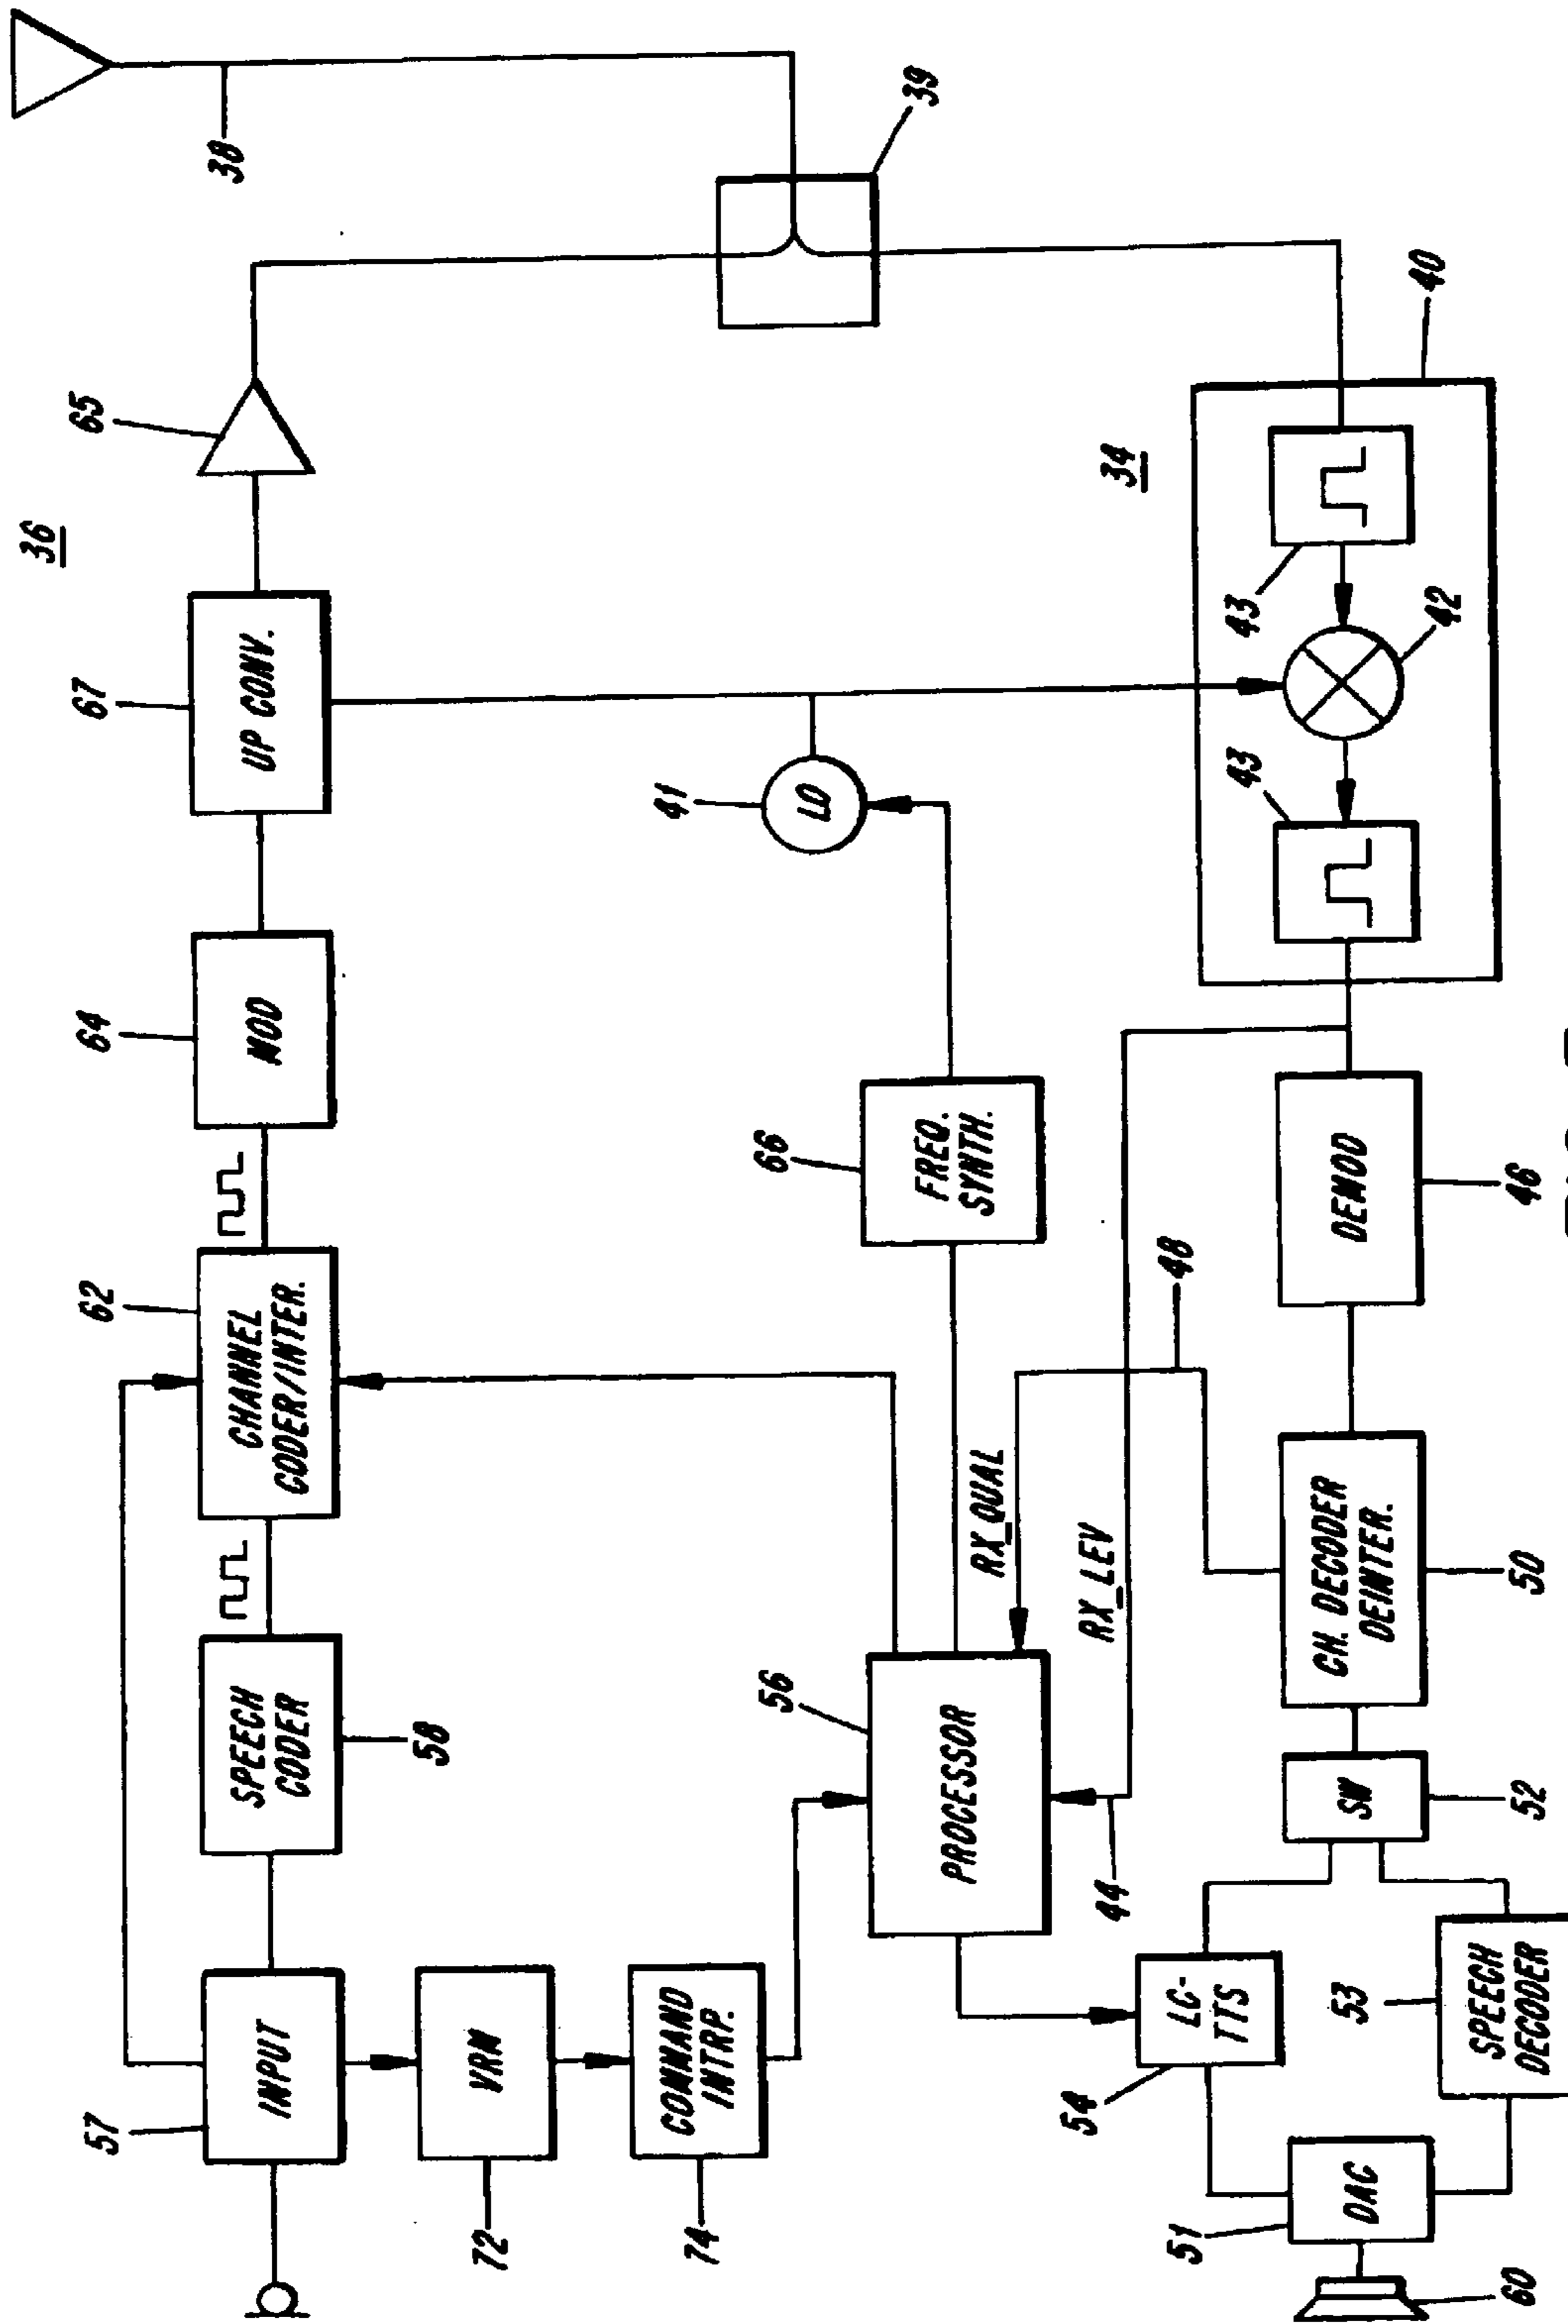 36
57
INPUT
SPEECH
CODER
58
62
CHANNEL
CODER/INTER.
64
MOD
67
UP CONV.
65
38
72
VRM
74
COMMAND
INTRP.
56
PROCESSOR
66
FREQ.
SYNTH.
41
LO
39
RX_QUAL
RX_LEV
44
48
34
43
43
42
40
54
LC-
TTS
51
DAC
60
53
SPEECH
DECODER
SW
52
CH. DECODER
DEINTER.
50
DEMOD
46